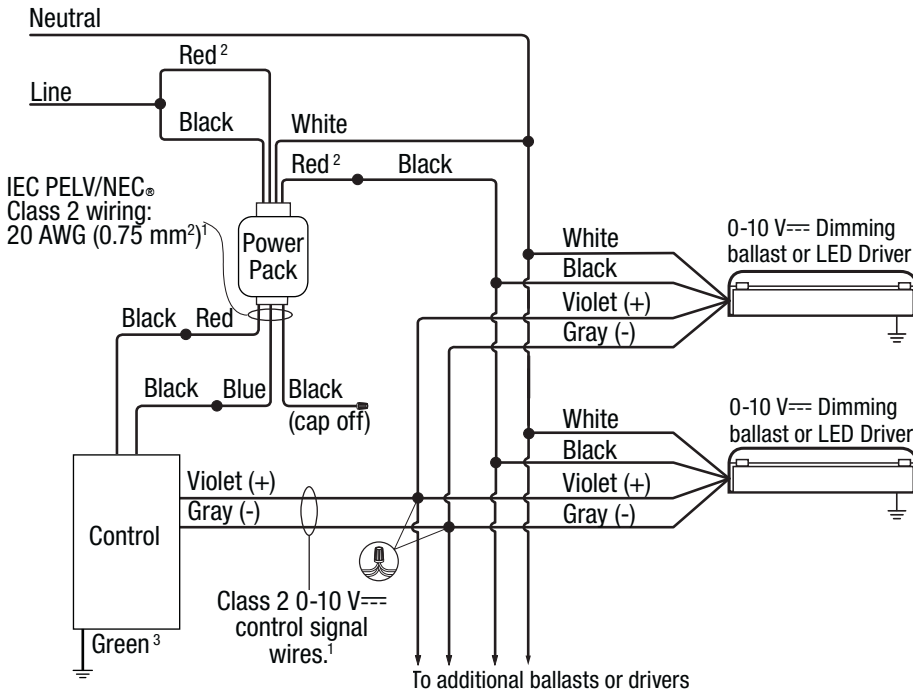 Neutral
Red ²
Line
Black
White
Red ²
Black
IEC PELV/NEC®
Class 2 wiring:
20 AWG (0.75 mm²)¹
Power
Pack
White
Black
Violet (+)
Gray (-)
0-10 V⎓ Dimming
ballast or LED Driver
Black
Red
Black
Blue
Black
(cap off)
White
Black
Violet (+)
Gray (-)
0-10 V⎓ Dimming
ballast or LED Driver
Violet (+)
Gray (-)
Control
Class 2 0-10 V⎓
control signal
wires.¹
Green ³
To additional ballasts or drivers